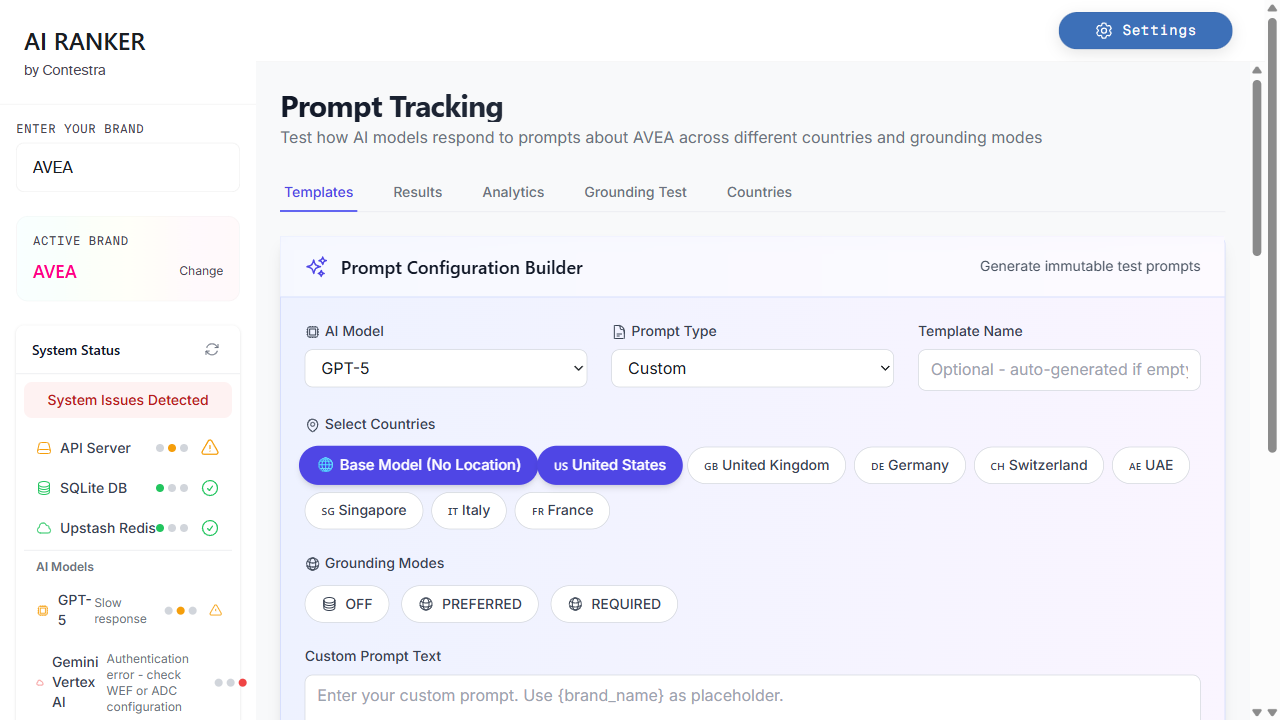 AI RANKER
by Contestra
Settings
ENTER YOUR BRAND
AVEA
ACTIVE BRAND
AVEA
Change
System Status
System Issues Detected
API Server
SQLite DB
Upstash Redis
AI Models
GPT-5
Slow response
Gemini Vertex AI
Authentication error - check WEF or ADC configuration
Prompt Tracking
Test how AI models respond to prompts about AVEA across different countries and grounding modes
Templates Results Analytics Grounding Test Countries
Prompt Configuration Builder
Generate immutable test prompts
AI Model
GPT-5
Prompt Type
Custom
Template Name
Optional - auto-generated if empty
Select Countries
Base Model (No Location) US United States GB United Kingdom DE Germany CH Switzerland AE UAE
SG Singapore IT Italy FR France
Grounding Modes
OFF PREFERRED REQUIRED
Custom Prompt Text
Enter your custom prompt. Use {brand_name} as placeholder.